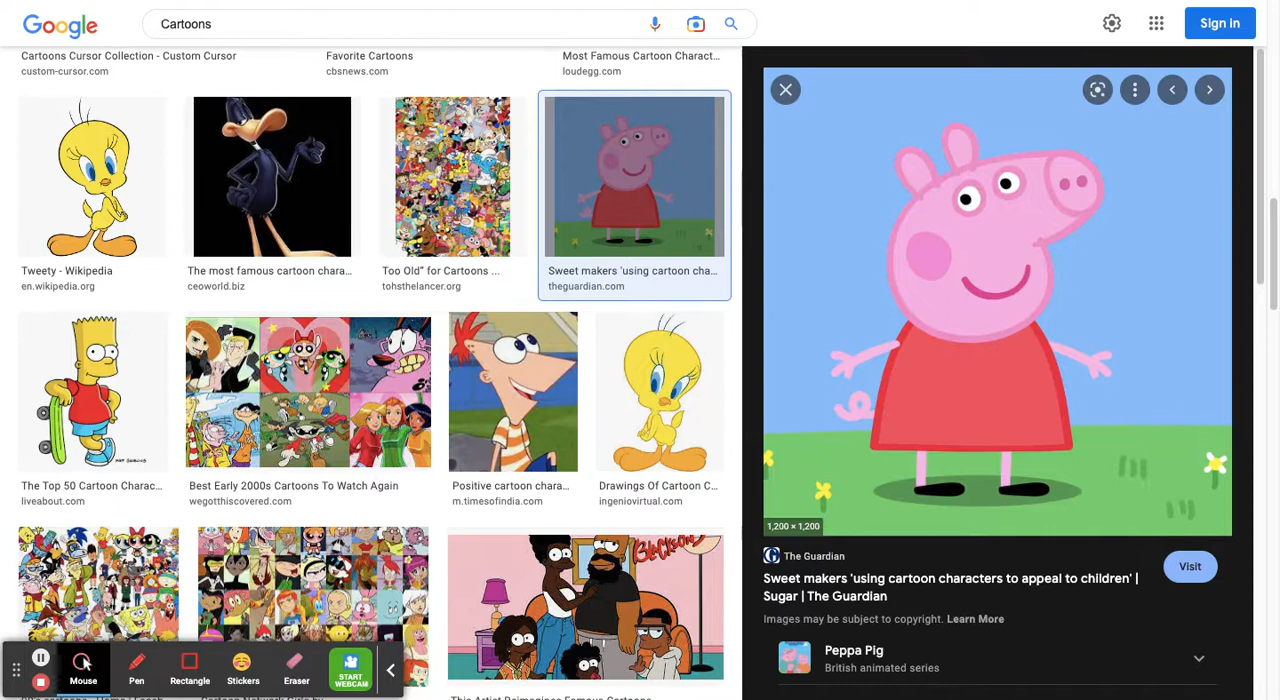 Google
Cartoons
Sign in
Cartoons Cursor Collection - Custom Cursor
custom-cursor.com
Favorite Cartoons
cbsnews.com
Most Famous Cartoon Charact...
loudegg.com
Tweety - Wikipedia
en.wikipedia.org
The most famous cartoon chara...
ceoworld.biz
Too Old" for Cartoons ...
tohsthelancer.org
Sweet makers 'using cartoon cha...
theguardian.com
The Top 50 Cartoon Charac...
liveabout.com
Best Early 2000s Cartoons To Watch Again
wegotthiscovered.com
Positive cartoon chara...
m.timesofindia.com
Drawings Of Cartoon C...
ingeniovirtual.com
1,200 × 1,200
The Guardian
Sweet makers 'using cartoon characters to appeal to children' |
Sugar | The Guardian
Visit
Images may be subject to copyright. Learn More
Peppa Pig
British animated series
Mouse
Pen
Rectangle
Stickers
Eraser
START
WEBCAM